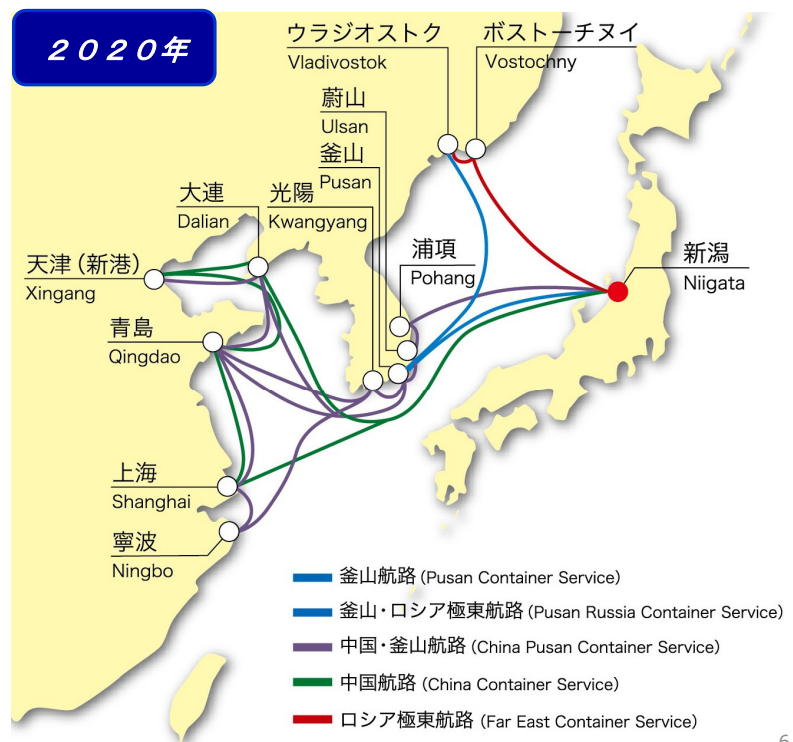 ２０２０年
ウラジオストク
Vladivostok
ボストーチヌイ
Vostochny
蔚山
Ulsan
釜山
Pusan
大連
Dalian
光陽
Kwangyang
浦項
Pohang
新潟
Niigata
天津（新港）
Xingang
青島
Qingdao
上海
Shanghai
寧波
Ningbo
釜山航路（Pusan Container Service）
釜山・ロシア極東航路（Pusan Russia Container Service）
中国・釜山航路（China Pusan Container Service）
中国航路（China Container Service）
ロシア極東航路（Far East Container Service）
6